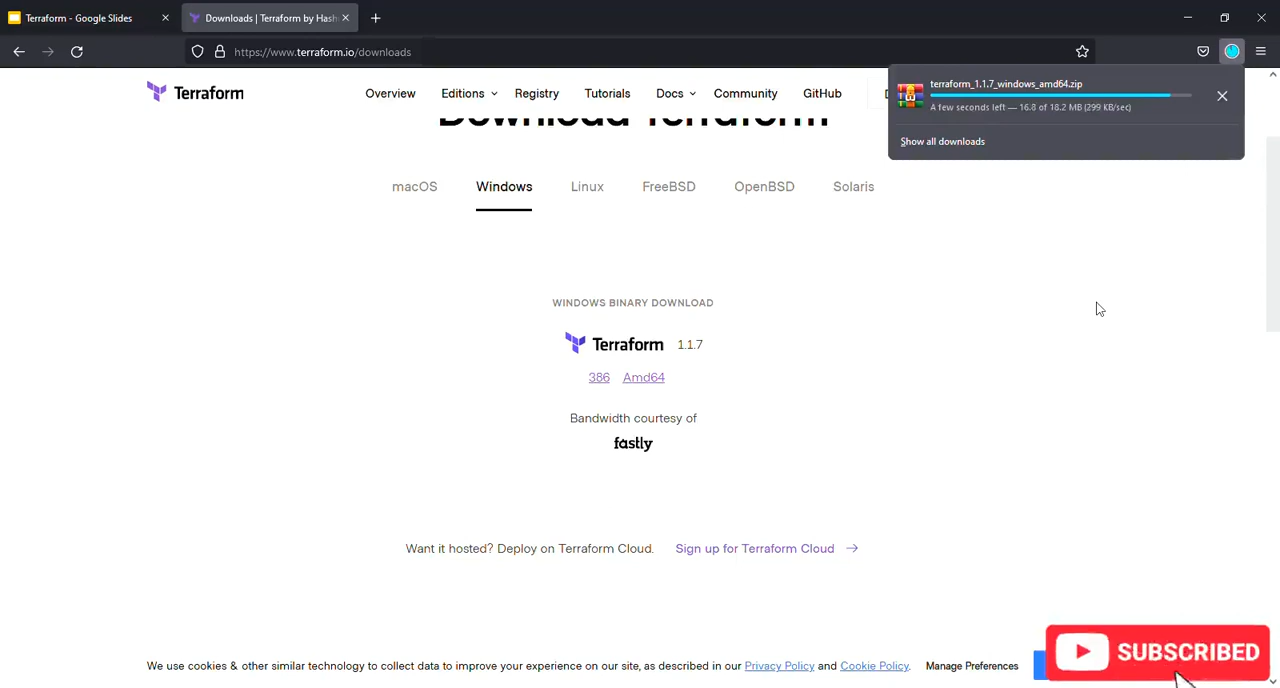 Terraform - Google Slides
Downloads | Terraform by Hash
https://www.terraform.io/downloads
Terraform
Overview
Editions
Registry
Tutorials
Docs
Community
GitHub
terraform_1.1.7_windows_amd64.zip
A few seconds left — 16.8 of 18.2 MB (299 KB/sec)
Show all downloads
Download Terraform
macOS
Windows
Linux
FreeBSD
OpenBSD
Solaris
WINDOWS BINARY DOWNLOAD
Terraform 1.1.7
386 Amd64
Bandwidth courtesy of
fastly
Want it hosted? Deploy on Terraform Cloud. Sign up for Terraform Cloud
We use cookies & other similar technology to collect data to improve your experience on our site, as described in our Privacy Policy and Cookie Policy. Manage Preferences
SUBSCRIBED